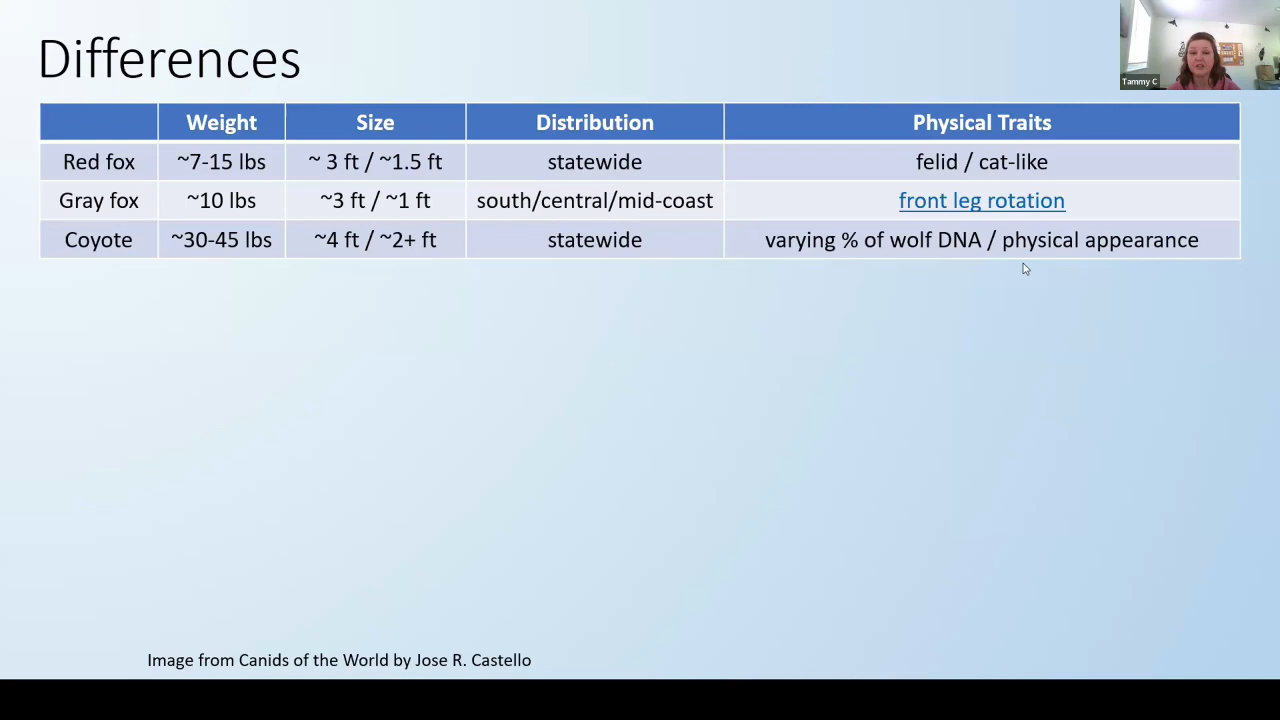 Differences
Tammy C
Weight Size Distribution Physical Traits
Red fox ~7-15 lbs ~ 3 ft / ~1.5 ft statewide felid / cat-like
Gray fox ~10 lbs ~3 ft / ~1 ft south/central/mid-coast front leg rotation
Coyote ~30-45 lbs ~4 ft / ~2+ ft statewide varying % of wolf DNA / physical appearance
Image from Canids of the World by Jose R. Castello